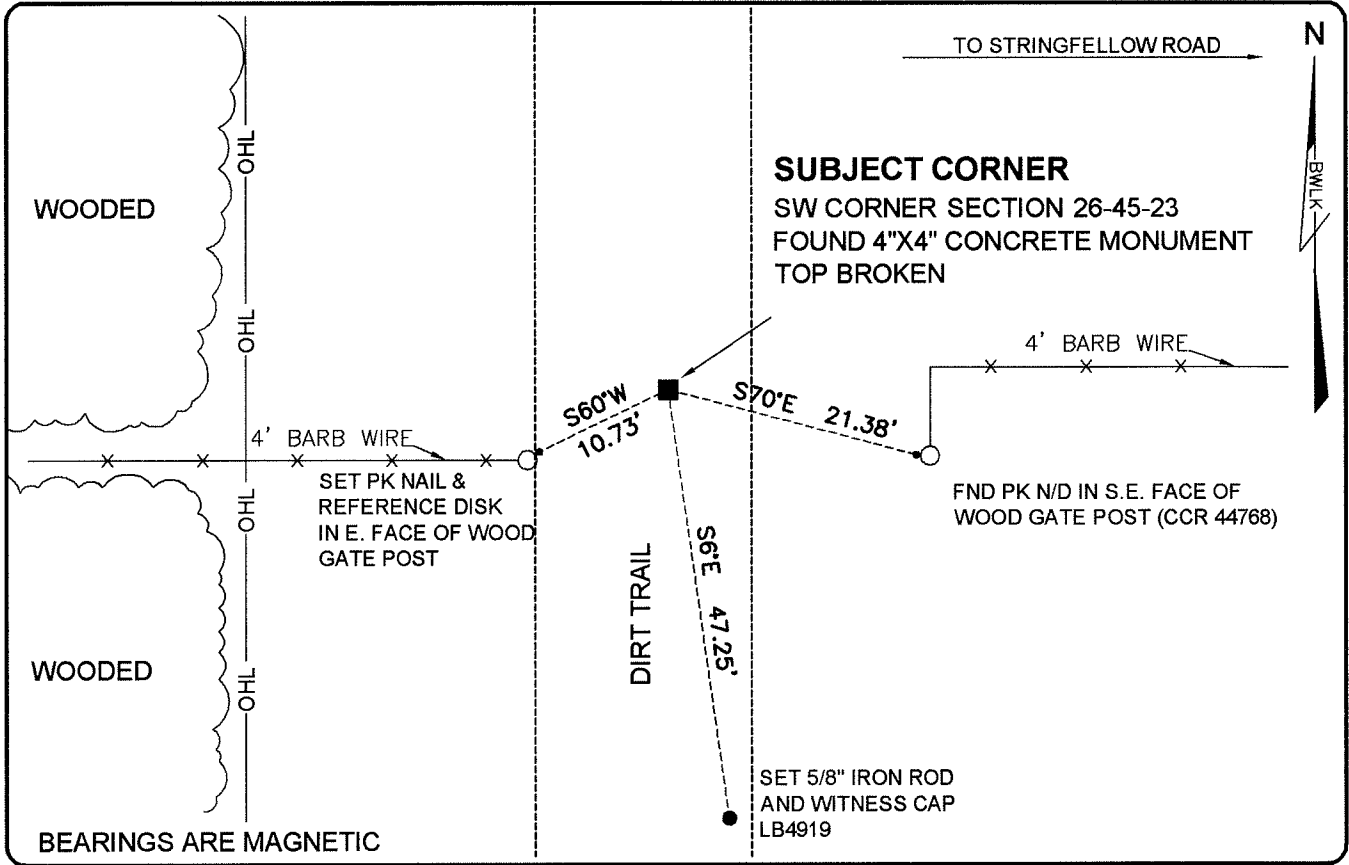 TO STRINGFELLOW ROAD
N
BWLK
OHL
OHL
OHL
OHL
WOODED
SUBJECT CORNER
SW CORNER SECTION 26-45-23
FOUND 4"X4" CONCRETE MONUMENT
TOP BROKEN
4' BARB WIRE
S60°W
10.73'
S70°E 21.38'
4' BARB WIRE
SET PK NAIL &
REFERENCE DISK
IN E. FACE OF WOOD
GATE POST
FND PK N/D IN S.E. FACE OF
WOOD GATE POST (CCR 44768)
S6°E 47.25'
DIRT TRAIL
WOODED
SET 5/8" IRON ROD
AND WITNESS CAP
LB4919
BEARINGS ARE MAGNETIC